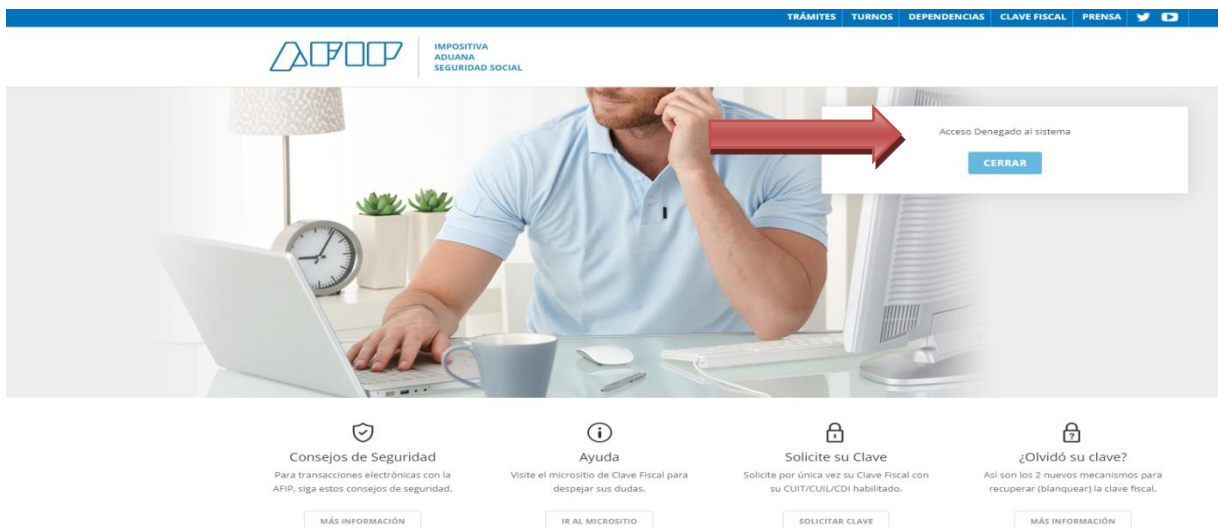 TRÁMITES TURNOS DEPENDENCIAS CLAVE FISCAL PRENSA
AFIP
IMPOSITIVA
ADUANA
SEGURIDAD SOCIAL
Acceso Denegado al sistema
CERRAR
Consejos de Seguridad
Para transacciones electrónicas con la
AFIP, siga estos consejos de seguridad.
MÁS INFORMACIÓN
Ayuda
Visite el micrositio de Clave Fiscal para
despejar sus dudas.
IR AL MICROSITIO
Solicite su Clave
Solicite por única vez su Clave Fiscal con
su CUIT/CUIL/CDI habilitado.
SOLICITAR CLAVE
¿Olvidó su clave?
Así son los 2 nuevos mecanismos para
recuperar (blanquear) la clave fiscal.
MÁS INFORMACIÓN